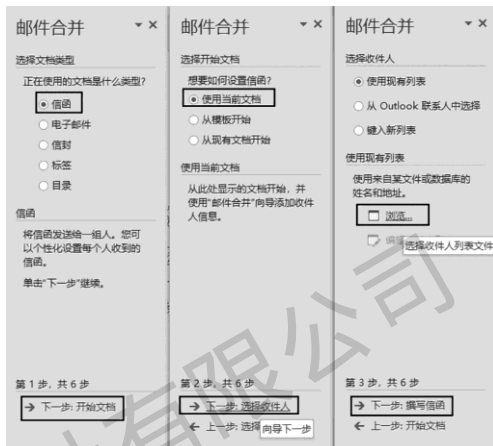 邮件合并
选择文档类型
正在使用的文档是什么类型?
信函
电子邮件
信封
标签
目录
信函
将信函发送给一组人。您可
以个性化设置每个人收到的
信函。
单击“下一步”继续。
第 1 步，共 6 步
下一步: 开始文档
邮件合并
选择开始文档
想要如何设置信函?
使用当前文档
从模板开始
从现有文档开始
使用当前文档
从此处显示的文档开始，并
使用“邮件合并”向导添加收件
人信息。
第 2 步，共 6 步
下一步: 选择收件人
上一步: 选择
向导下一步
邮件合并
选择收件人
使用现有列表
从 Outlook 联系人中选择
键入新列表
使用现有列表
使用来自某文件或数据库的
姓名和地址。
浏览...
编辑
选择收件人列表文件
第 3 步，共 6 步
下一步: 撰写信函
上一步: 开始文档
有限公司